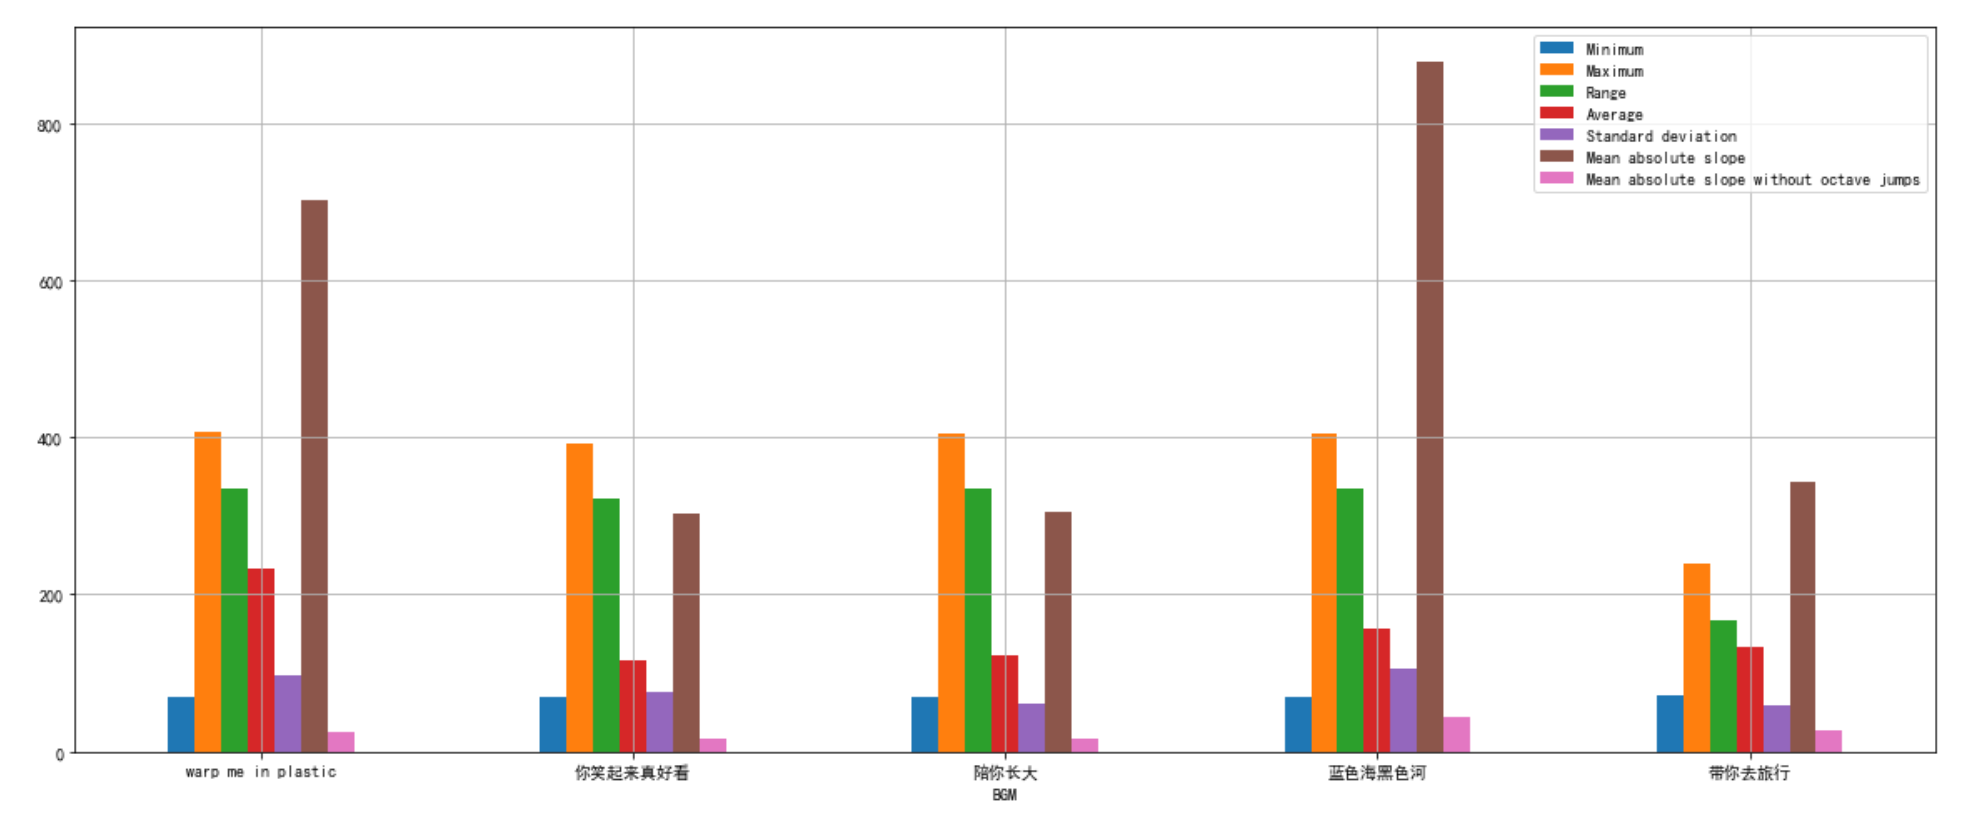 Minimum
Maximum
Range
Average
Standard deviation
Mean absolute slope
Mean absolute slope without octave jumps
800
600
400
200
0
warp me in plastic
你笑起来真好看
陪你长大
蓝色海黑色河
带你去旅行
BGM